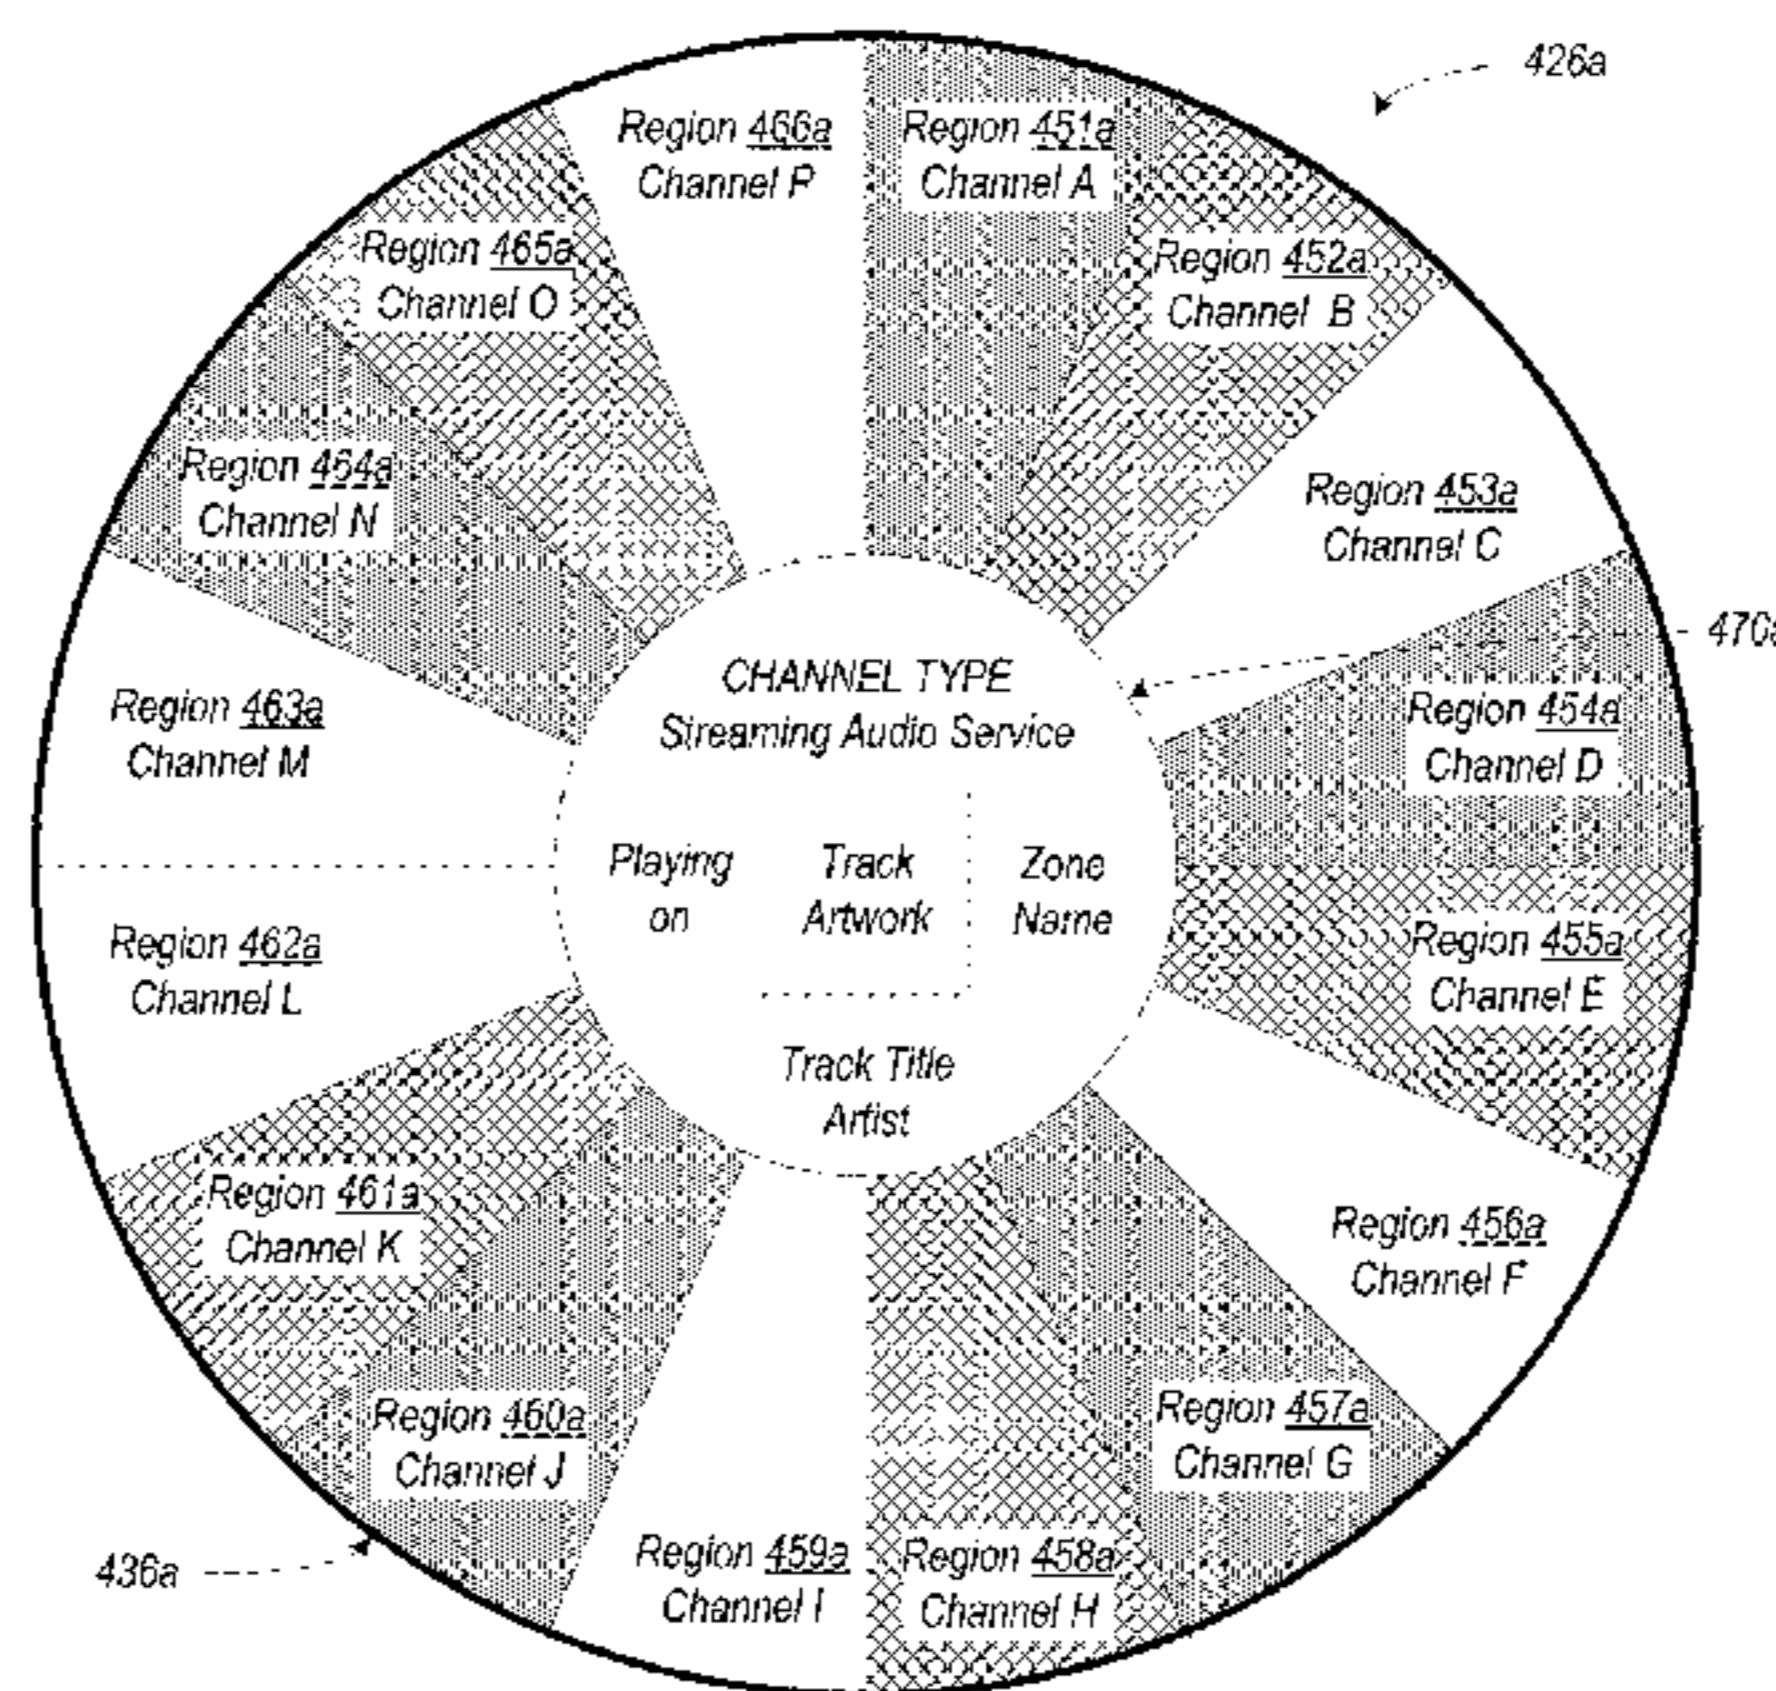 426a
Region 466a
Channel P
Region 451a
Channel A
Region 465a
Channel O
Region 452a
Channel B
Region 464a
Channel N
Region 453a
Channel C
470a
Region 463a
Channel M
CHANNEL TYPE
Streaming Audio Service
Region 454a
Channel D
Playing
on
Track
Artwork
Zone
Name
Region 462a
Channel L
Region 455a
Channel E
Track Title
Artist
Region 461a
Channel K
Region 456a
Channel F
Region 460a
Channel J
Region 457a
Channel G
436a
Region 459a
Channel I
Region 458a
Channel H